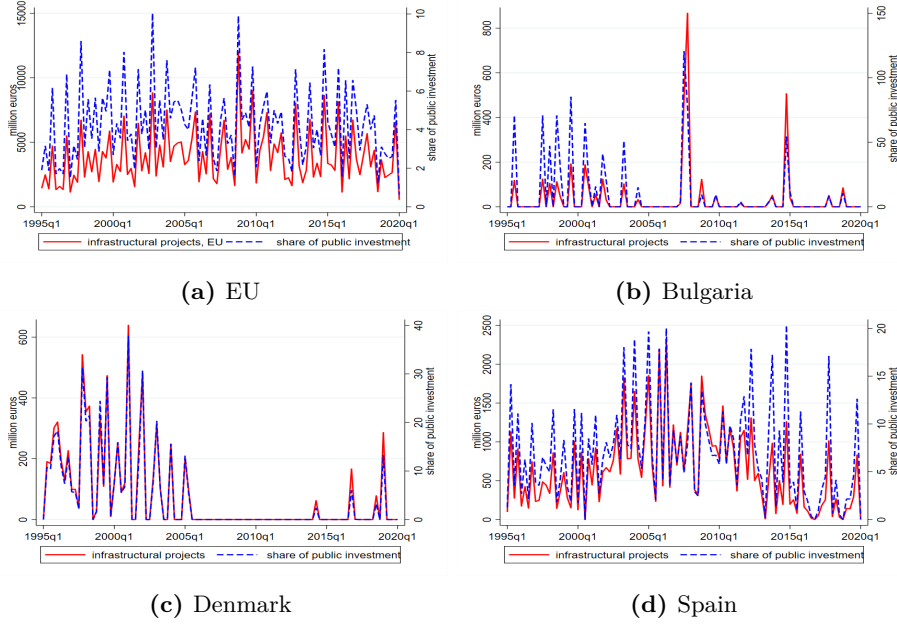 million euros
0 5000 10000 15000
share of public investment
0 2 4 6 8 10
1995q1 2000q1 2005q1 2010q1 2015q1 2020q1
infrastructural projects, EU share of public investment
(a) EU
million euros
0 200 400 600 800
share of public investment
0 50 100 150
1995q1 2000q1 2005q1 2010q1 2015q1 2020q1
infrastructural projects share of public investment
(b) Bulgaria
million euros
0 200 400 600
share of public investment
0 10 20 30 40
1995q1 2000q1 2005q1 2010q1 2015q1 2020q1
infrastructural projects share of public investment
(c) Denmark
million euros
0 500 1000 1500 2000 2500
share of public investment
0 5 10 15 20
1995q1 2000q1 2005q1 2010q1 2015q1 2020q1
infrastructural projects share of public investment
(d) Spain